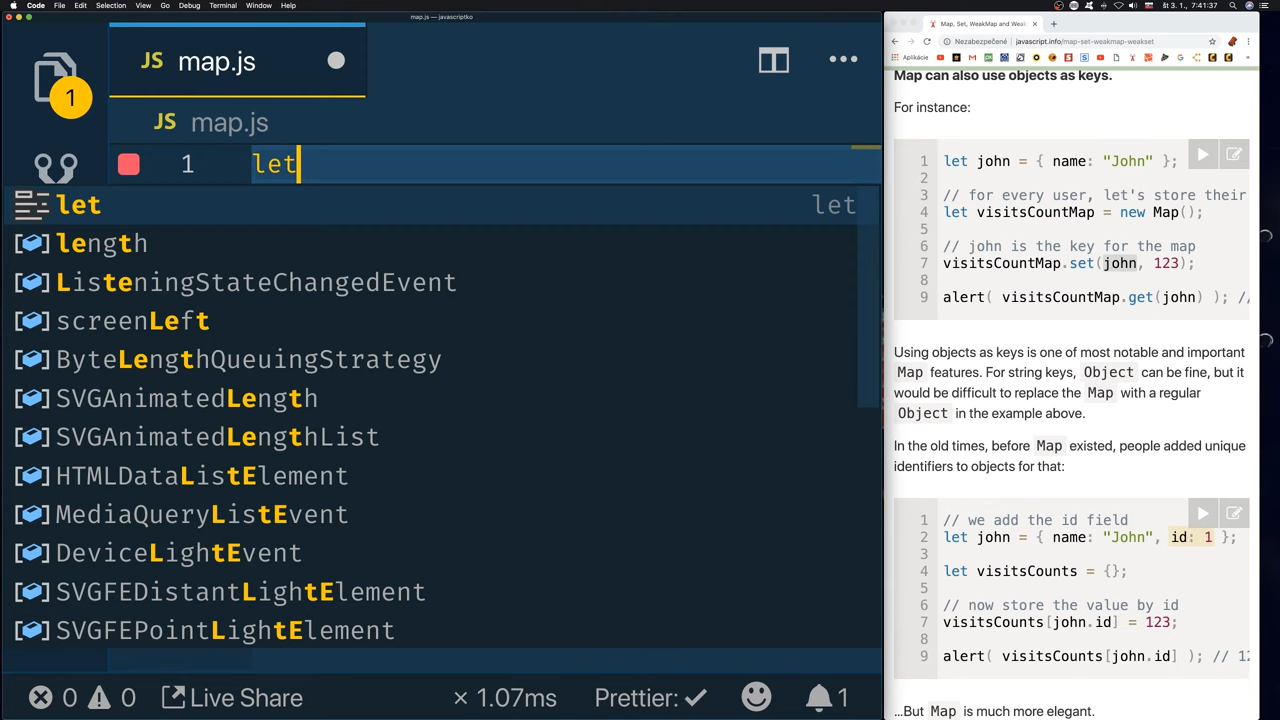 Code File Edit Selection View Go Debug Terminal Window Help
št 3. 1., 7:41:37
map.js — javascriptko
JS map.js
1
JS map.js
1 let
let let
length
ListeningStateChangedEvent
screenLeft
ByteLengthQueuingStrategy
SVGAnimatedLength
SVGAnimatedLengthList
HTMLDataListElement
MediaQueryListEvent
DeviceLightEvent
SVGFEDistantLightElement
SVGFEPointLightElement
0 0 Live Share × 1.07ms Prettier: 1
Map, Set, WeakMap and Weak
Nezabezpečené javascript.info/map-set-weakmap-weakset
Aplikácie
Map can also use objects as keys.
For instance:
1 let john = { name: "John" };
2
3 // for every user, let's store their
4 let visitsCountMap = new Map();
5
6 // john is the key for the map
7 visitsCountMap.set(john, 123);
8
9 alert( visitsCountMap.get(john) ); //
Using objects as keys is one of most notable and important
Map features. For string keys, Object can be fine, but it
would be difficult to replace the Map with a regular
Object in the example above.
In the old times, before Map existed, people added unique
identifiers to objects for that:
1 // we add the id field
2 let john = { name: "John", id: 1 };
3
4 let visitsCounts = {};
5
6 // now store the value by id
7 visitsCounts[john.id] = 123;
8
9 alert( visitsCounts[john.id] ); // 12
...But Map is much more elegant.